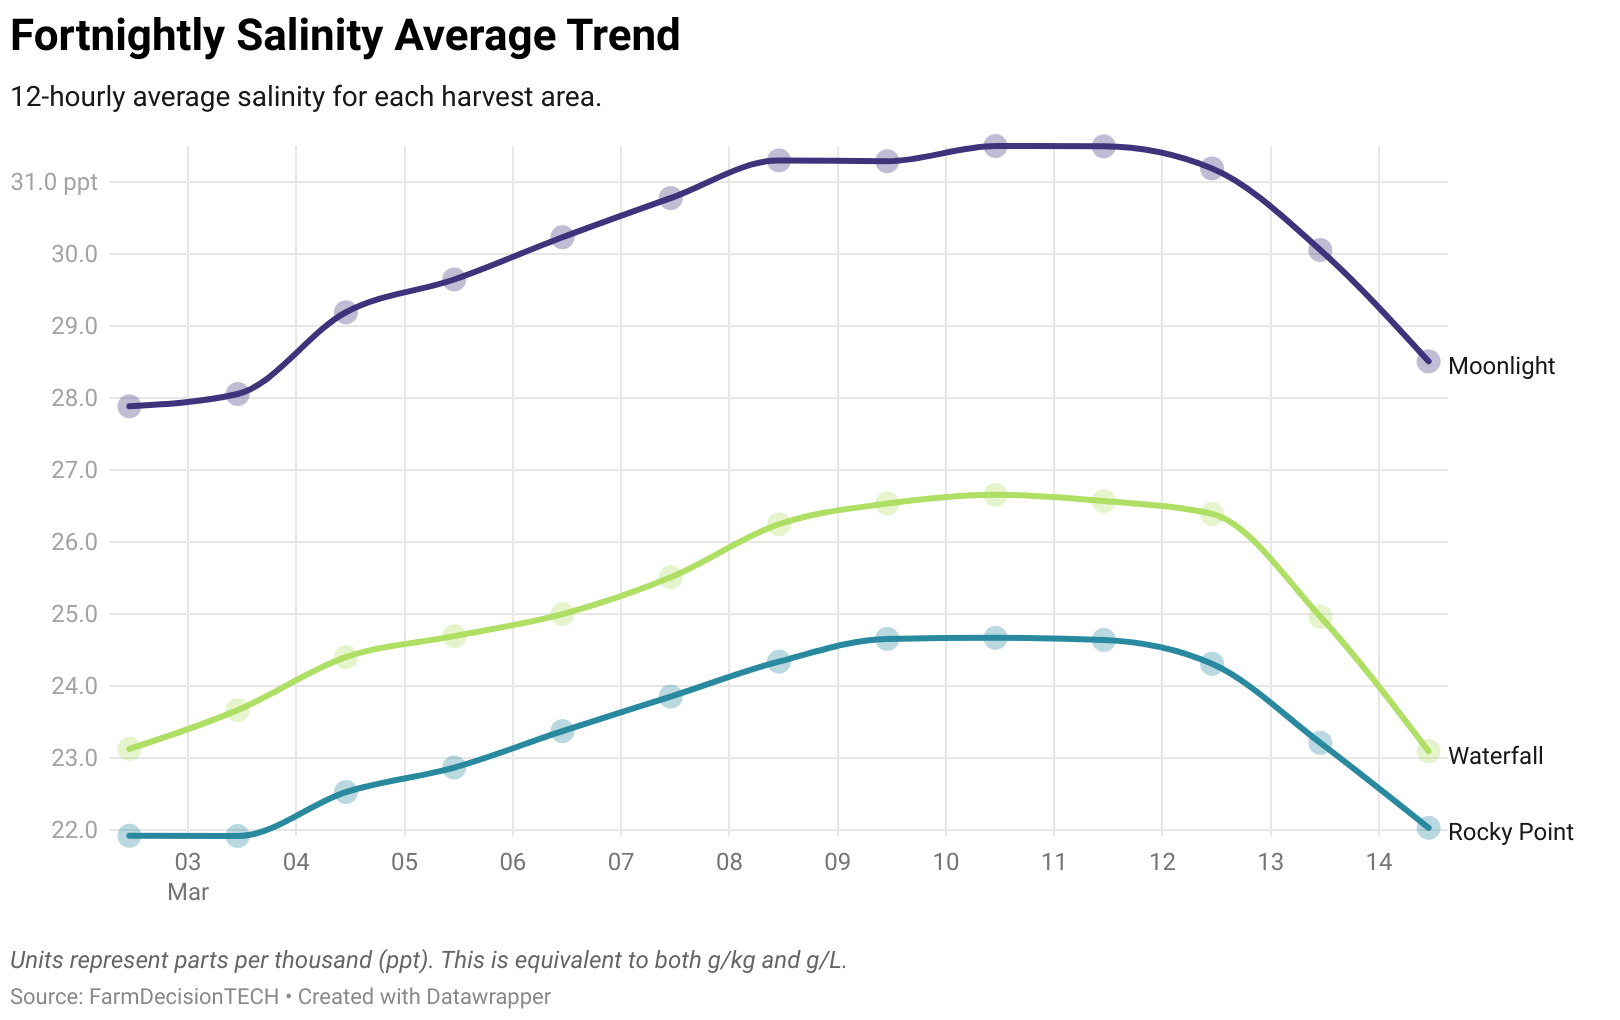 Fortnightly Salinity Average Trend
12-hourly average salinity for each harvest area.
31.0 ppt
30.0
29.0
28.0
27.0
26.0
25.0
24.0
23.0
22.0
Moonlight
Waterfall
Rocky Point
03 04 05 06 07 08 09 10 11 12 13 14
Mar
Units represent parts per thousand (ppt). This is equivalent to both g/kg and g/L.
Source: FarmDecisionTECH • Created with Datawrapper